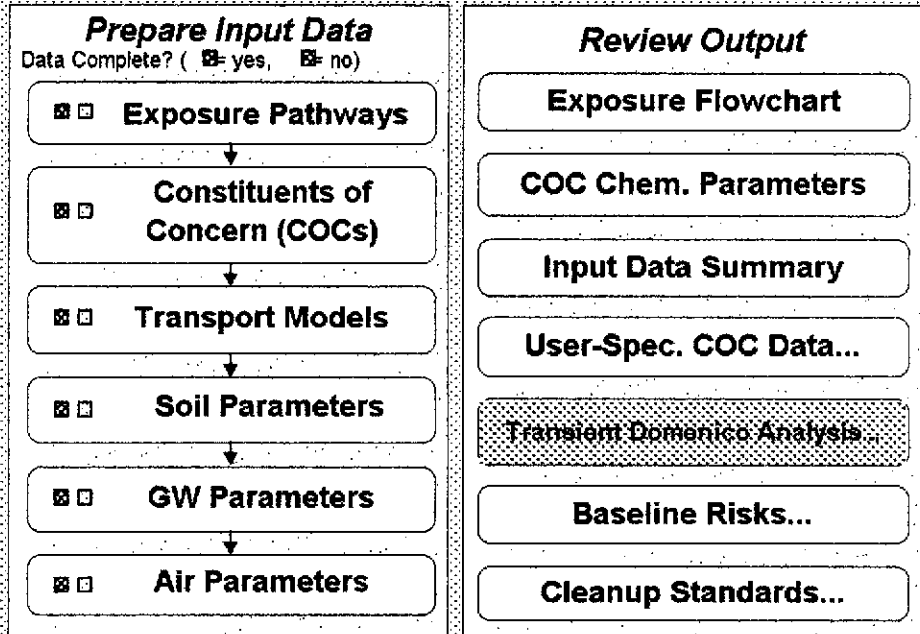 Prepare Input Data
Data Complete? ( ☒= yes, ☒= no)
Exposure Pathways
Constituents of
Concern (COCs)
Transport Models
Soil Parameters
GW Parameters
Air Parameters
Review Output
Exposure Flowchart
COC Chem. Parameters
Input Data Summary
User-Spec. COC Data...
Transient Domenico Analysis...
Baseline Risks...
Cleanup Standards...